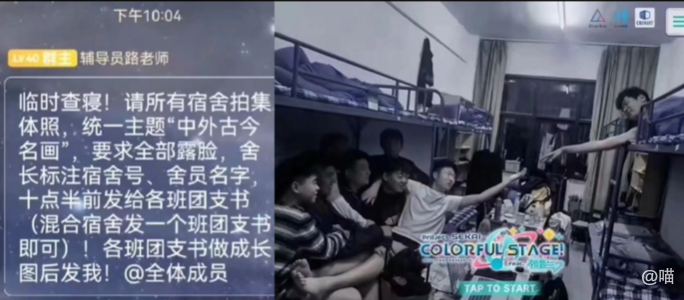 下午10:04
LV40 群主 辅导员路老师
临时查寝！请所有宿舍拍集
体照，统一主题“中外古今
名画”，要求全部露脸，舍
长标注宿舍号、舍员名字，
十点半前发给各班团支书
（混合宿舍发一个班团支书
即可）！各班团支书做成长
图后发我！@全体成员
Project SEKAI
COLORFUL STAGE!
TAP TO START
@喵